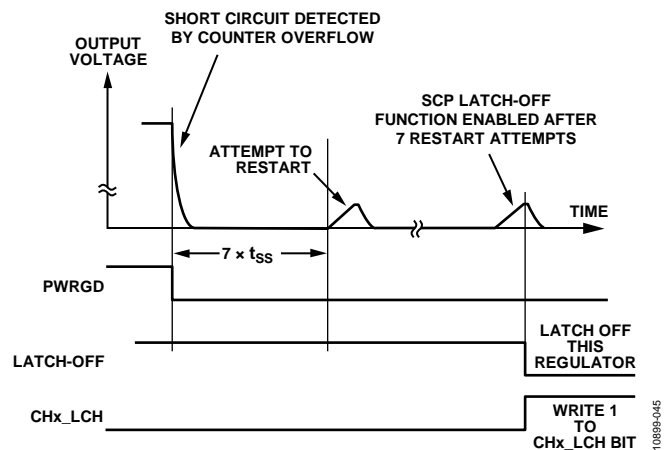 SHORT CIRCUIT DETECTED
BY COUNTER OVERFLOW
OUTPUT
VOLTAGE
SCP LATCH-OFF
FUNCTION ENABLED AFTER
7 RESTART ATTEMPTS
ATTEMPT TO
RESTART
TIME
7 × tSS
PWRGD
LATCH-OFF
LATCH OFF
THIS
REGULATOR
CHx_LCH
WRITE 1
TO
CHx_LCH BIT
10899-045